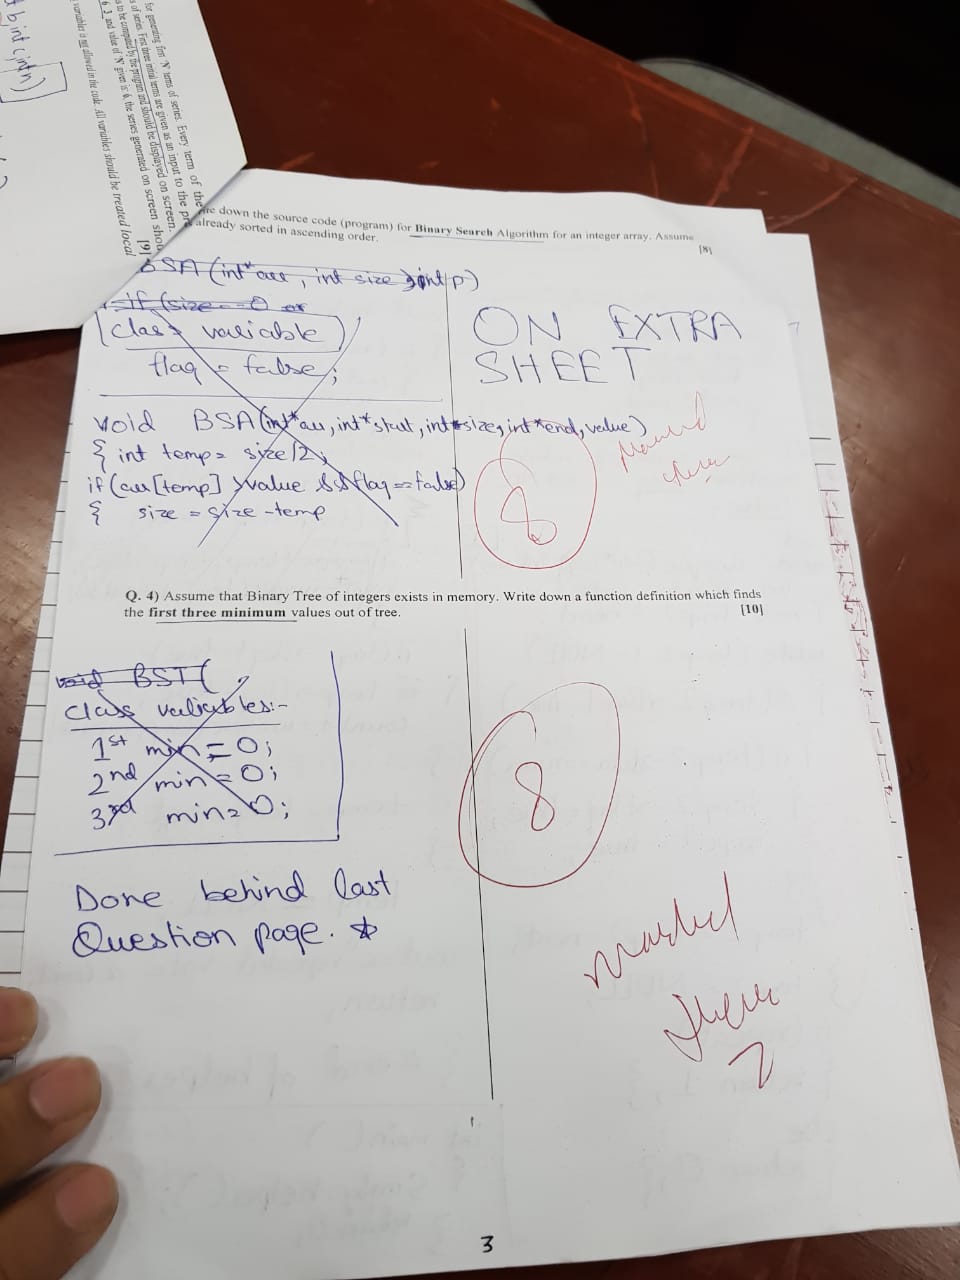 b, int c, int n)
for generating first 'N' terms of series. Every term of the
of series. First three initial terms are given as an input to the
to be computed by the program and should be displayed on screen.
and value of 'N' given is 6, the series generated on screen
[9]
variables is not allowed in the code. All variables should be treated local
down the source code (program) for Binary Search Algorithm for an integer array. Assume
already sorted in ascending order.
[8]
BSA (int* arr, int size, int p)
if (size == 0 or
class variable
flag = false;
ON EXTRA
SHEET
void BSA(int* arr, int* start, int size, int *end, value)
{ int temp = size/2;
if (arr[temp] > value && flag == false)
{ size = size - temp
8
Marked
there
Q. 4) Assume that Binary Tree of integers exists in memory. Write down a function definition which finds
the first three minimum values out of tree.
[10]
void BST(
class variables:-
1st min = 0;
2nd min = 0;
3rd min = 0;
8
Done behind last
Question page. *
marked
there
3